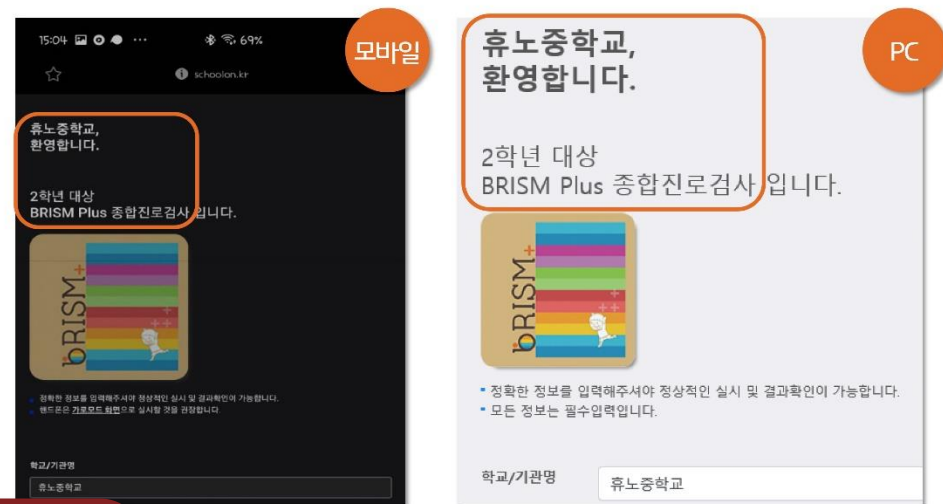 15:04 ··· 69%
모바일
schoolon.kr
휴노중학교,
환영합니다.
2학년 대상
BRISM Plus 종합진로검사 입니다.
bRISM+
정확한 정보를 입력해주셔야 정상적인 실시 및 결과확인이 가능합니다.
핸드폰은 가로모드 화면으로 실시할 것을 권장합니다.
학교/기관명
휴노중학교
PC
휴노중학교,
환영합니다.
2학년 대상
BRISM Plus 종합진로검사 입니다.
bRISM+
정확한 정보를 입력해주셔야 정상적인 실시 및 결과확인이 가능합니다.
모든 정보는 필수입력입니다.
학교/기관명
휴노중학교